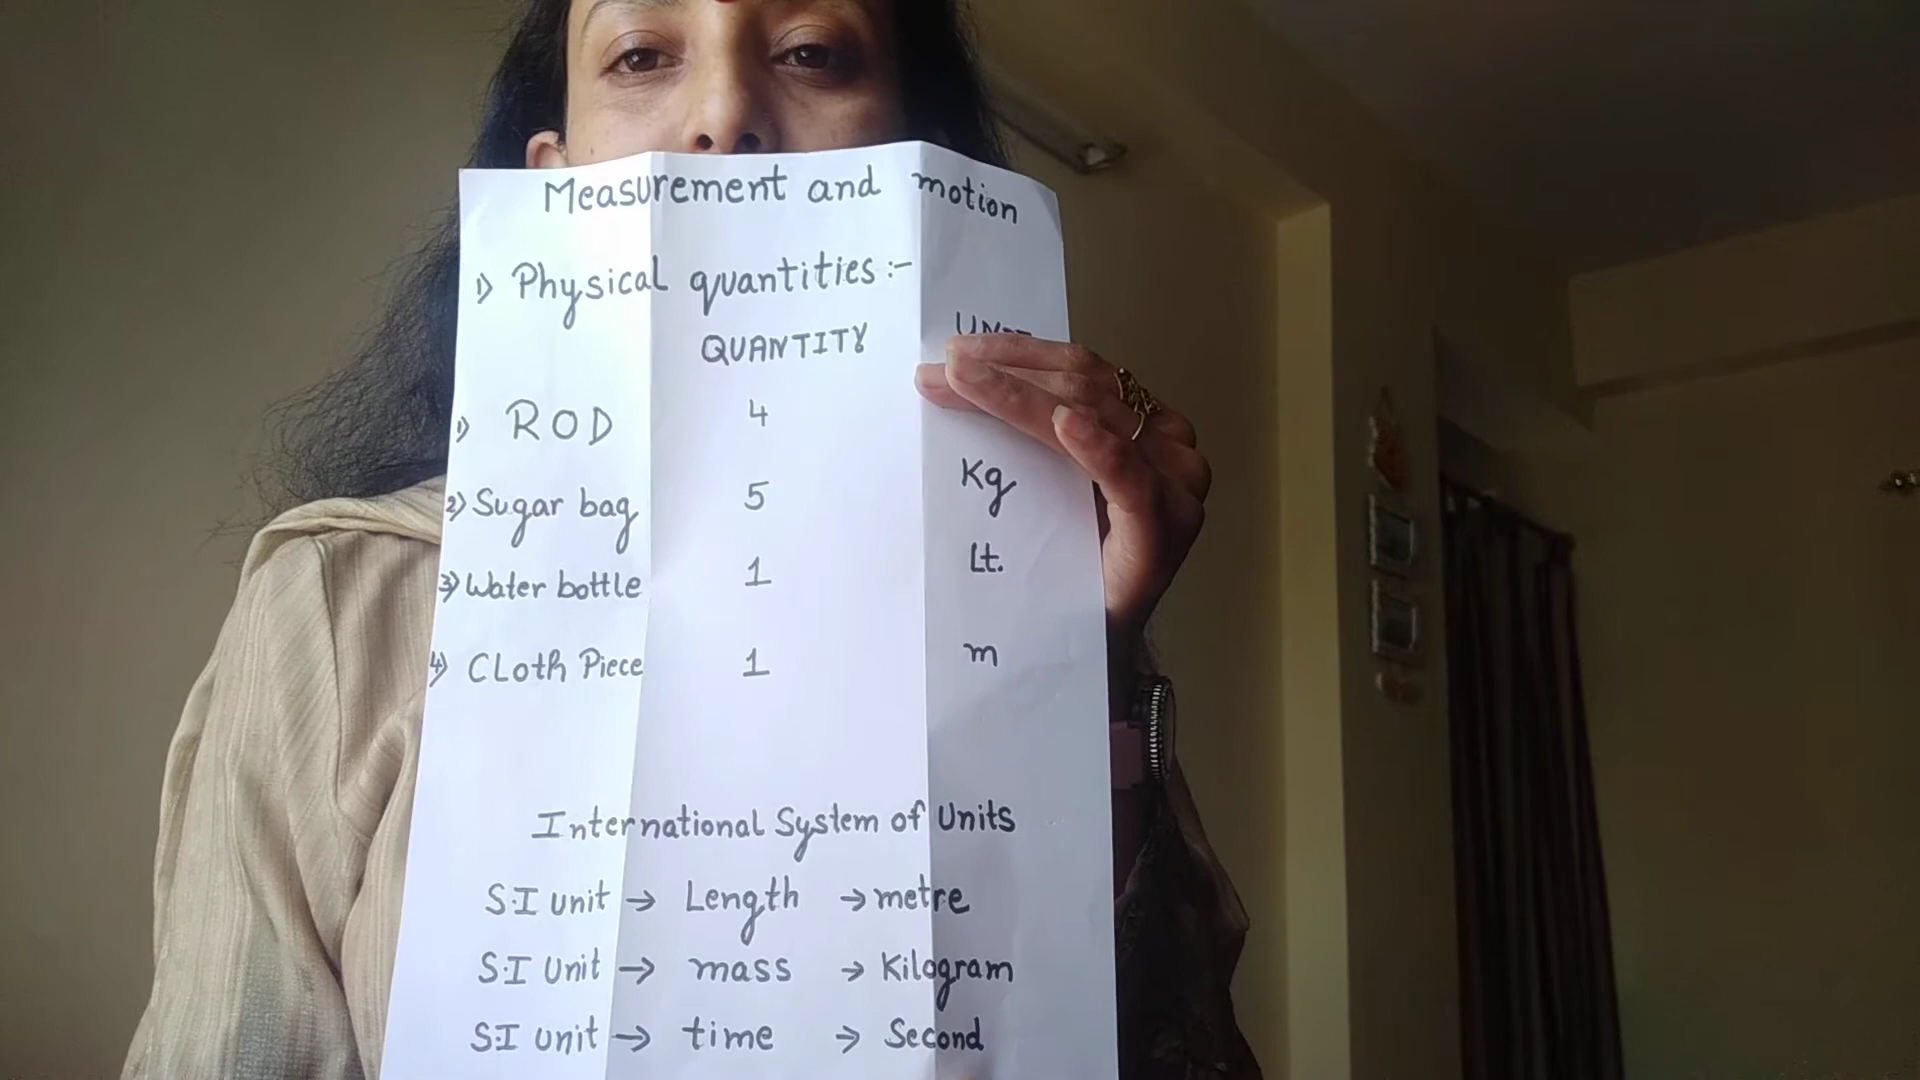 Measurement and motion
1) Physical quantities :-
QUANTITY
1) ROD 4
2) Sugar bag 5 Kg
3) Water bottle 1 Lt.
4) CLoth Piece 1 m
International System of Units
S.I unit → Length → metre
S.I unit → mass → Kilogram
S.I unit → time → Second